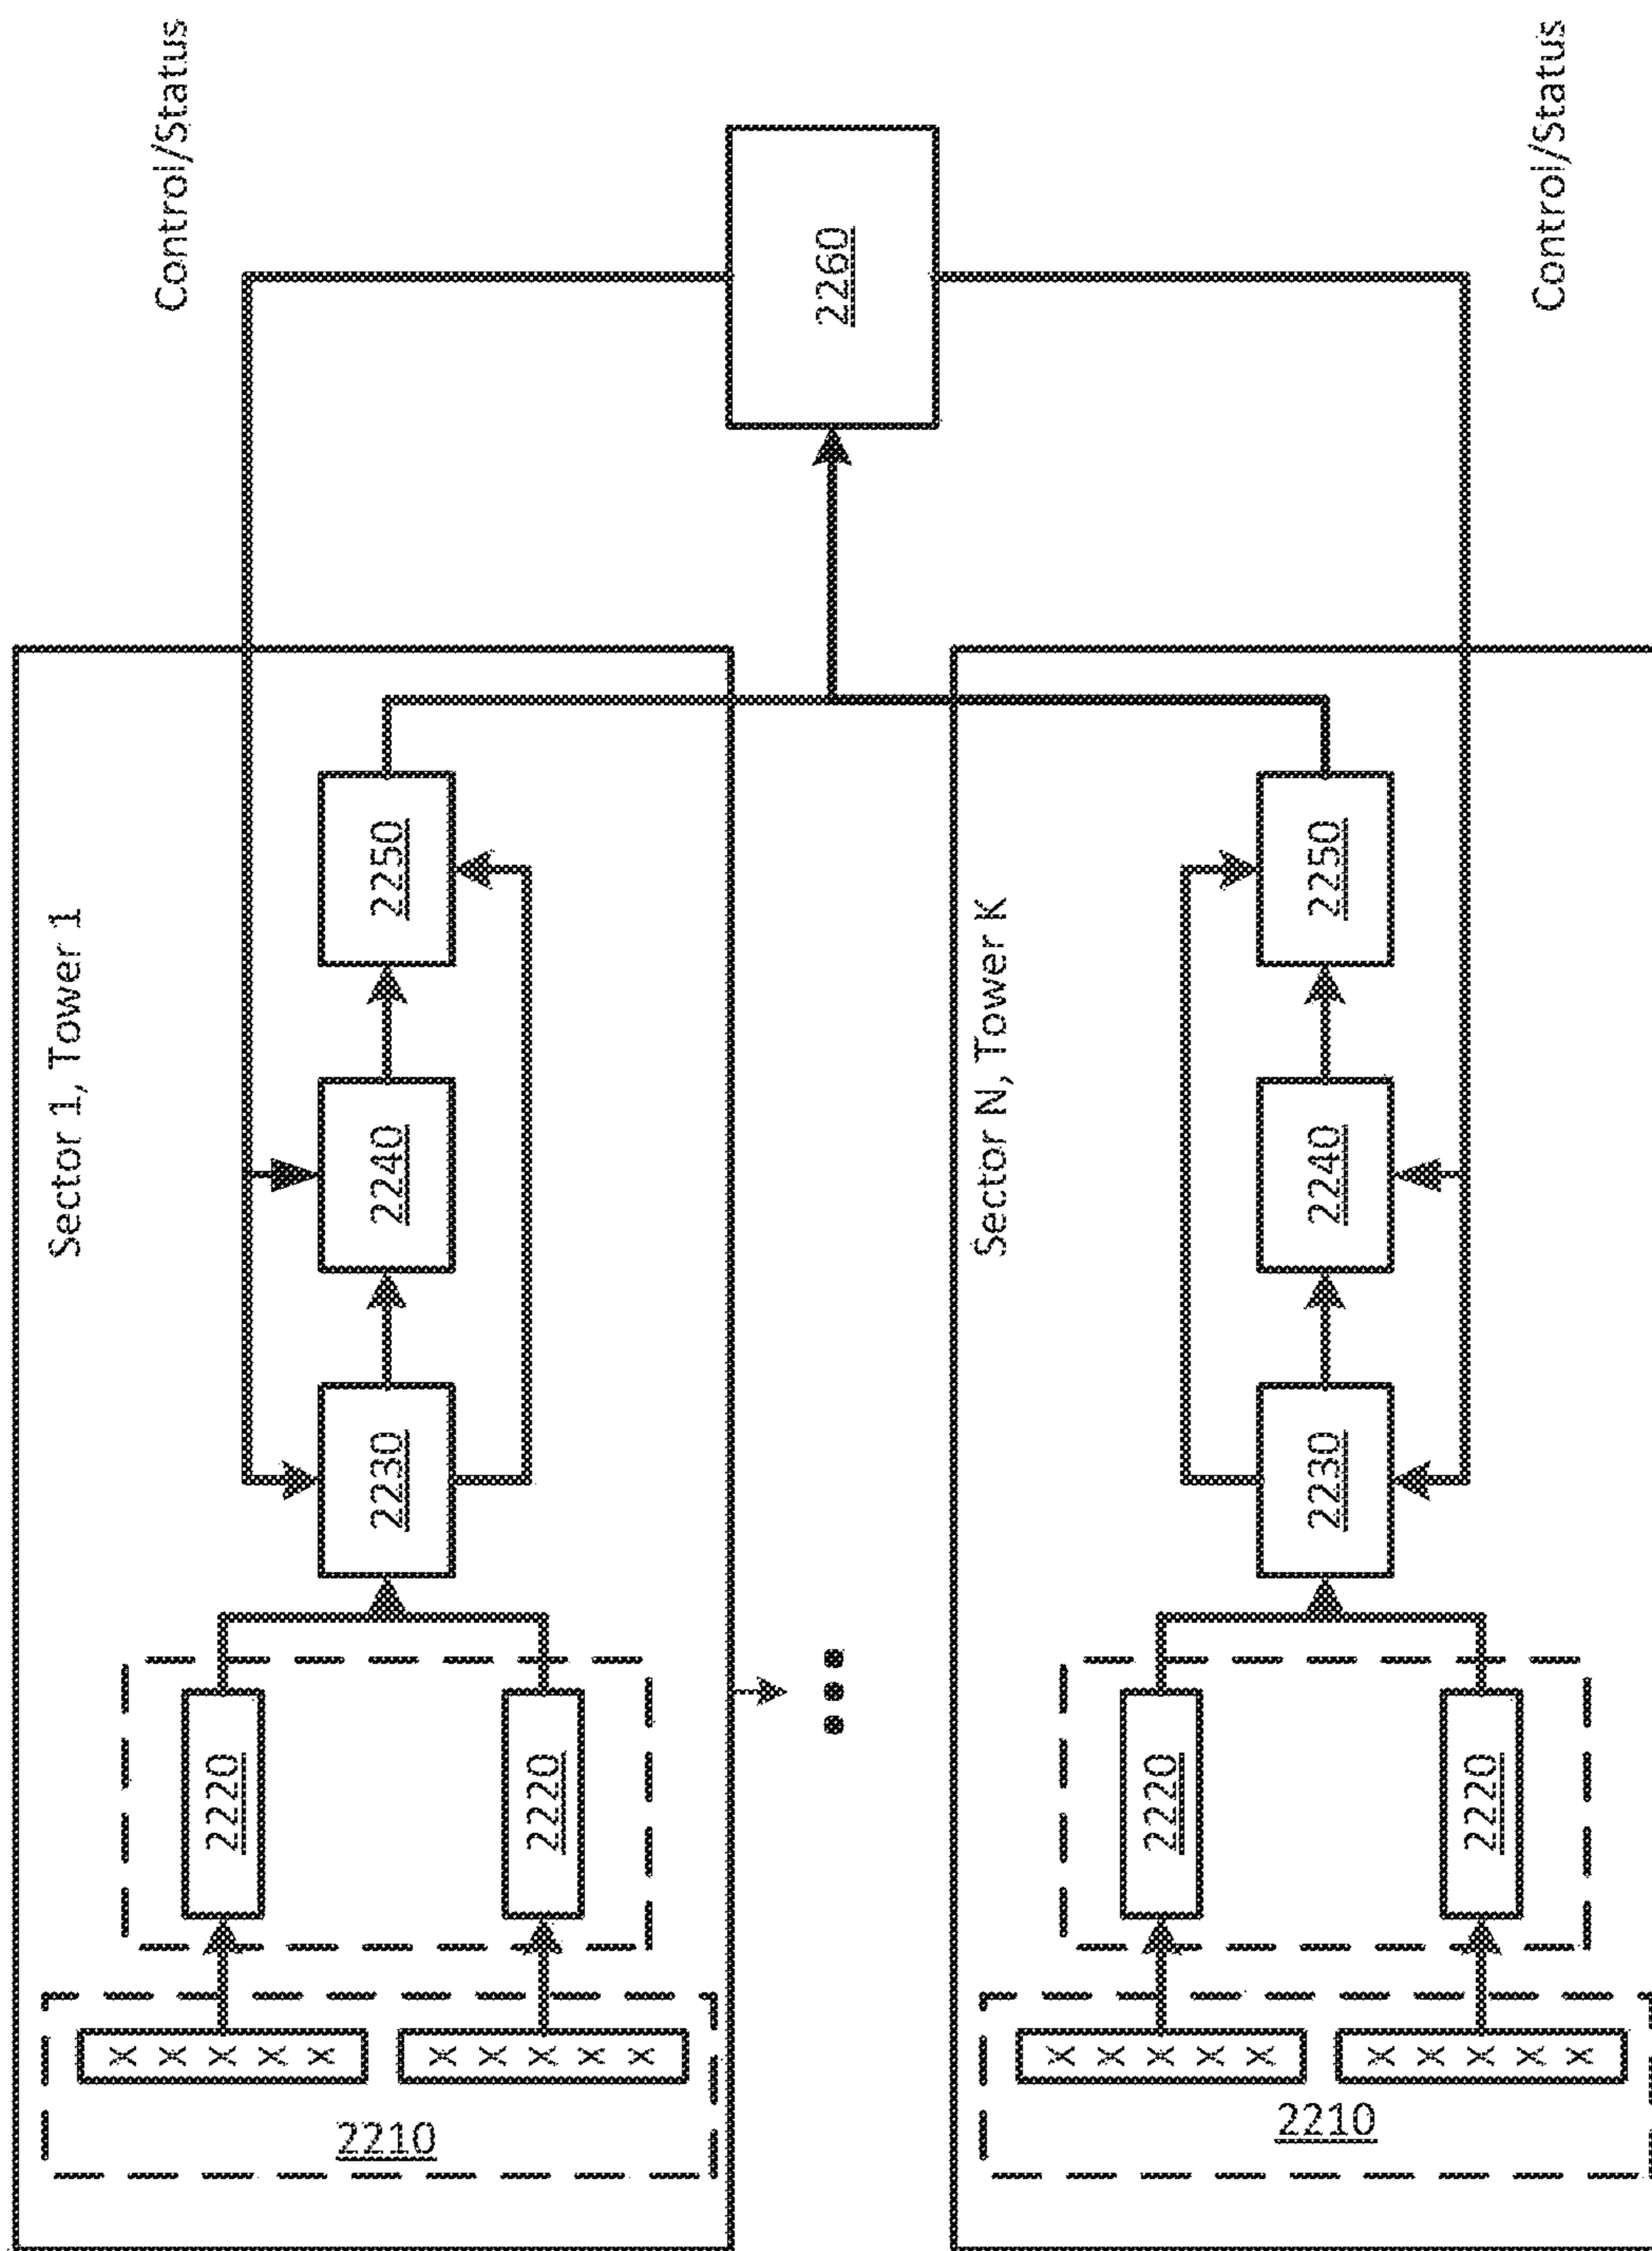 Sector 1, Tower 1
Control/Status
X X X X X
X X X X X
2210
2220
2220
2230
2240
2250
2260
Sector N, Tower K
X X X X X
X X X X X
2210
2220
2220
2230
2240
2250
Control/Status